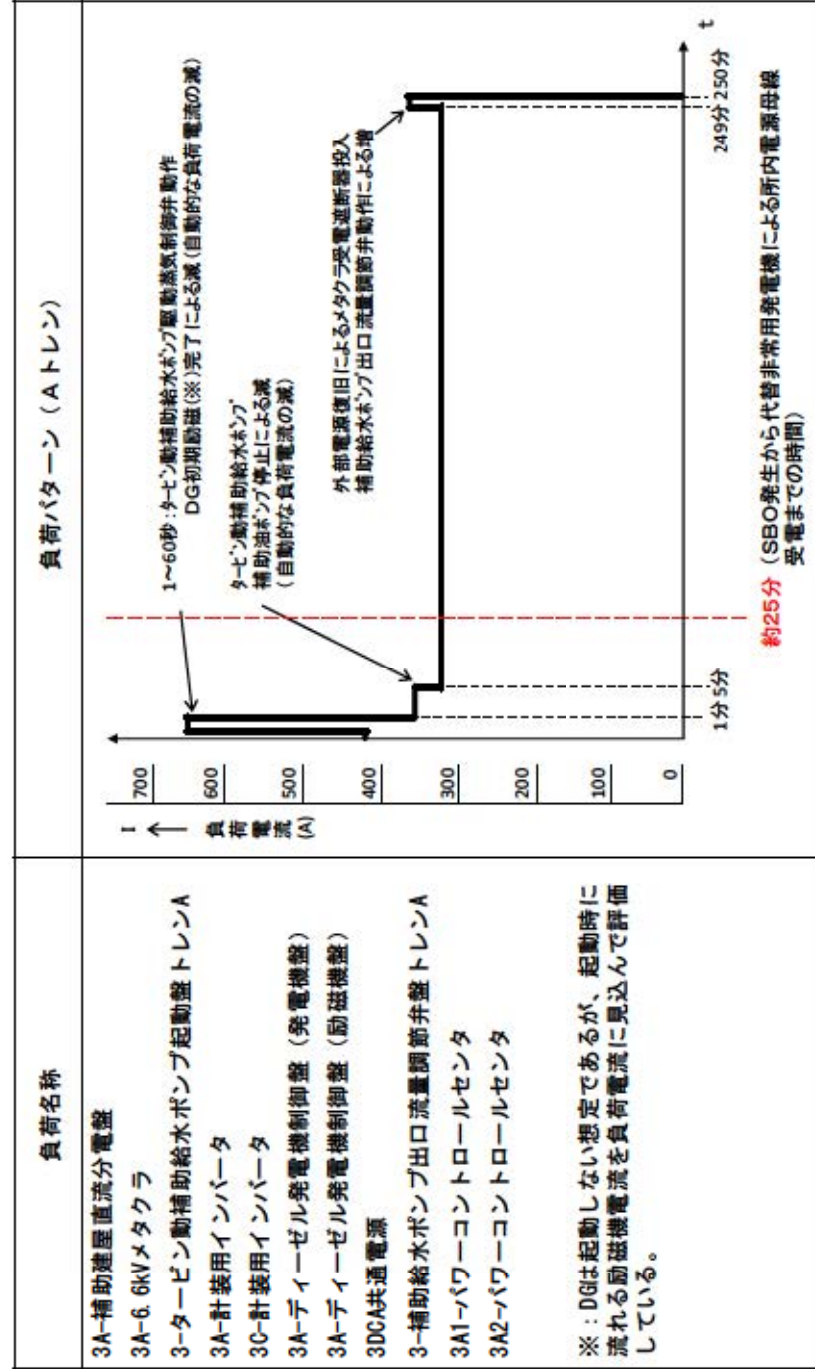 負荷名称
3A-補助建屋直流分電盤
3A-6.6kVメタクラ
3-タービン動補助給水ポンプ起動盤トレンA
3A-計装用インバータ
3C-計装用インバータ
3A-ディーゼル発電機制御盤（発電機盤）
3A-ディーゼル発電機制御盤（励磁機盤）
3DCA共通電源
3-補助給水ポンプ出口流量調節弁盤トレンA
3A1-パワーコントロールセンタ
3A2-パワーコントロールセンタ
※：DGは起動しない想定であるが、起動時に
流れる励磁機電流を負荷電流に見込んで評価
している。
負荷パターン（Aトレン）
I
負荷電流
(A)
700
600
500
400
300
200
100
0
1～60秒：タービン動補助給水ポンプ駆動蒸気制御弁動作
DG初期励磁(※)完了による減(自動的な負荷電流の減)
タービン動補助給水ポンプ
補助油ポンプ停止による減
(自動的な負荷電流の減)
外部電源復旧によるメタクラ受電遮断器投入
補助給水ポンプ出口流量調節弁動作による増
t
1分 5分
249分 250分
約25分（SBO発生から代替非常用発電機による所内電源母線
受電までの時間）